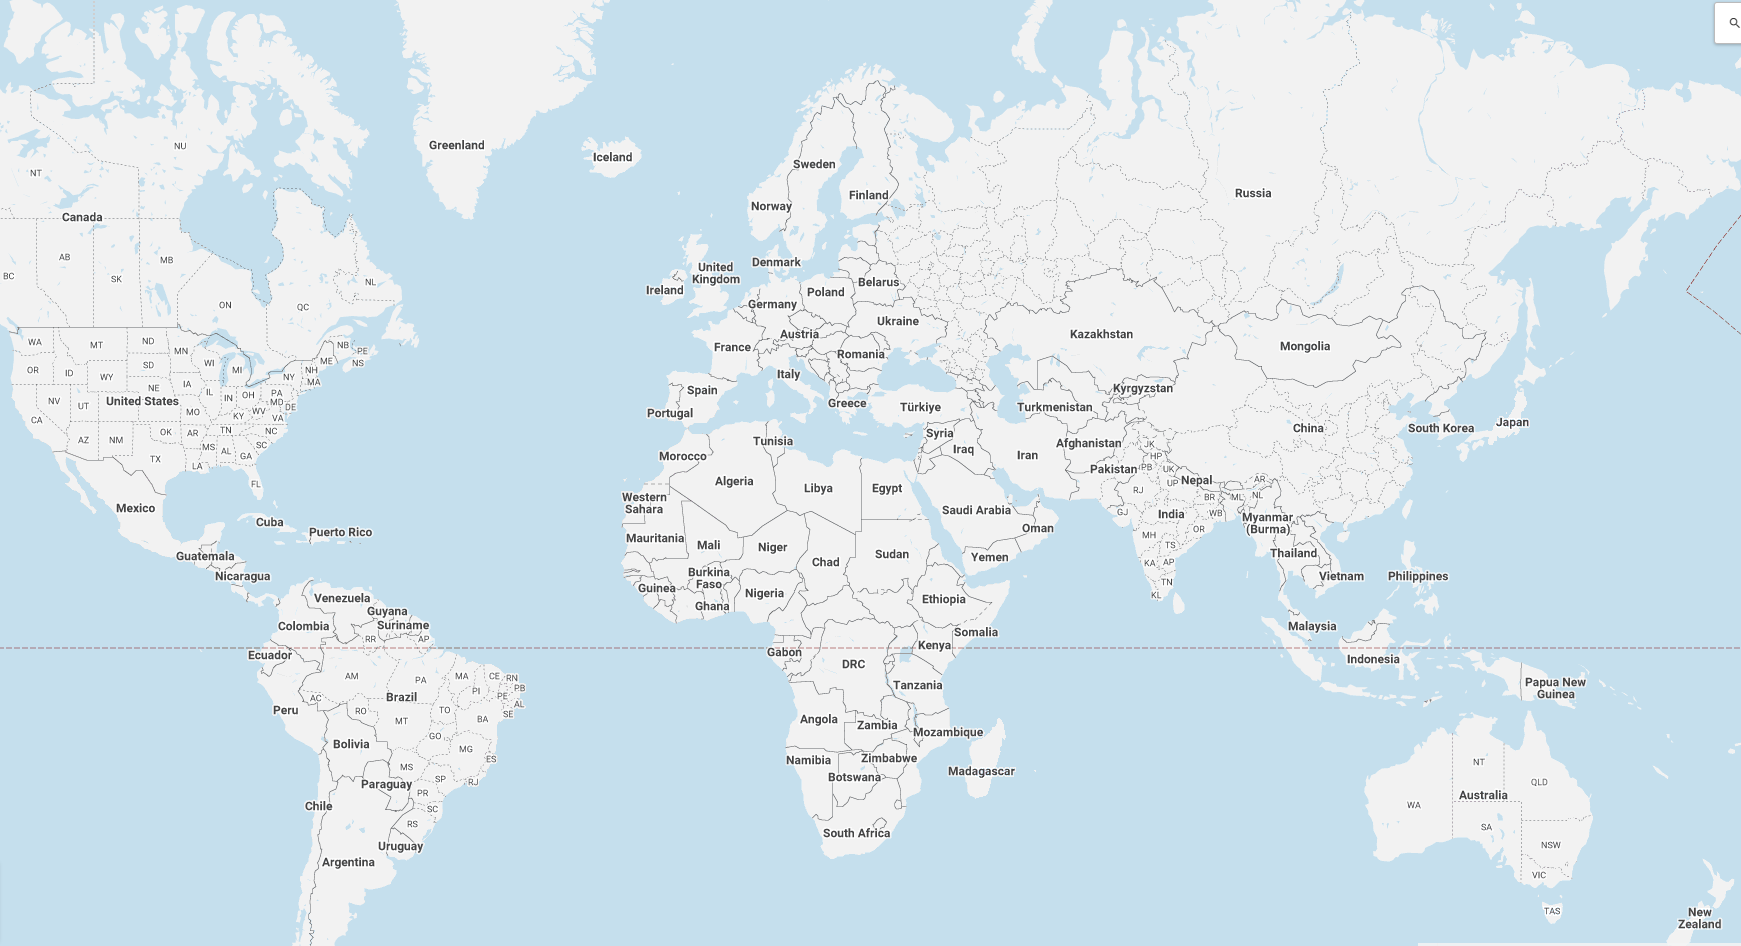 NU
Greenland
Iceland
Sweden
NT
Russia
Finland
Norway
Canada
AB
MB
Denmark
United
Kingdom
BC
SK
NL
Belarus
Ireland
Poland
ON
QC
Germany
Ukraine
Austria
Kazakhstan
WA
MT
ND
MN
NB
PE
France
Mongolia
Romania
OR
ID
SD
WI
MI
ME
NS
WY
NY
NH
MA
Italy
NE
IA
IL
IN
OH
PA
Spain
Kyrgyzstan
NV
UT
United States
MO
KY
WV
MD
DE
VA
Portugal
Greece
Türkiye
Turkmenistan
CA
AZ
NM
OK
AR
TN
NC
SC
Tunisia
Syria
Iraq
Iran
Afghanistan
China
South Korea
Japan
JK
HP
TX
LA
MS
AL
GA
Morocco
Pakistan
PB
UK
FL
Algeria
Libya
Egypt
RJ
UP
Nepal
AR
Mexico
Western
Sahara
Saudi Arabia
GJ
India
BR
ML
NL
WB
Cuba
Puerto Rico
Mauritania
Mali
Niger
Oman
MH
OR
Myanmar
(Burma)
TS
Guatemala
Chad
Sudan
Yemen
KA
AP
Thailand
Nicaragua
Burkina
Faso
TN
Vietnam
Philippines
Venezuela
Guinea
Nigeria
Ethiopia
KL
Guyana
Ghana
Colombia
Suriname
RR
AP
Somalia
Malaysia
Ecuador
Gabon
Kenya
DRC
Indonesia
AM
PA
MA
CE
RN
PB
PI
PE
AL
SE
Tanzania
Papua New
Guinea
AC
Brazil
TO
BA
Peru
RO
MT
Angola
Zambia
Mozambique
GO
Bolivia
MG
ES
Namibia
Zimbabwe
NT
MS
SP
RJ
Botswana
Madagascar
QLD
Paraguay
PR
Australia
WA
Chile
SC
RS
SA
South Africa
NSW
Uruguay
Argentina
VIC
TAS
New
Zealand